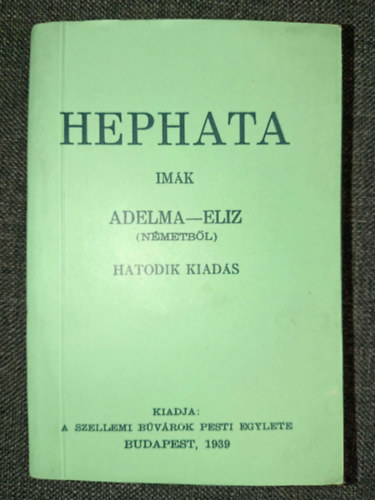 HEPHATA
IMÁK
ADELMA—ELIZ
(NÉMETBŐL)
HATODIK KIADÁS
KIADJA:
A SZELLEMI BÚVÁROK PESTI EGYLETE
BUDAPEST, 1939